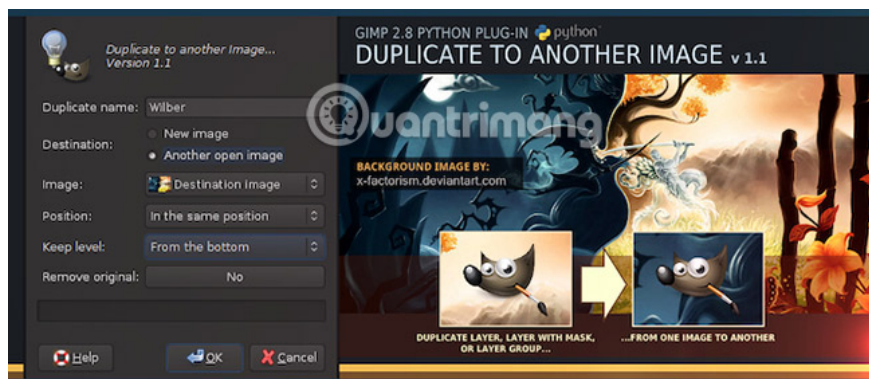 Duplicate to another Image...
Version 1.1
Duplicate name: Wilber
Destination:
New image
Another open image
Image: Destination image
Position: In the same position
Keep level: From the bottom
Remove original: No
Help OK Cancel
GIMP 2.8 PYTHON PLUG-IN python
DUPLICATE TO ANOTHER IMAGE v 1.1
Quantrimang
BACKGROUND IMAGE BY:
x-factorism.deviantart.com
DUPLICATE LAYER, LAYER WITH MASK,
OR LAYER GROUP...
...FROM ONE IMAGE TO ANOTHER